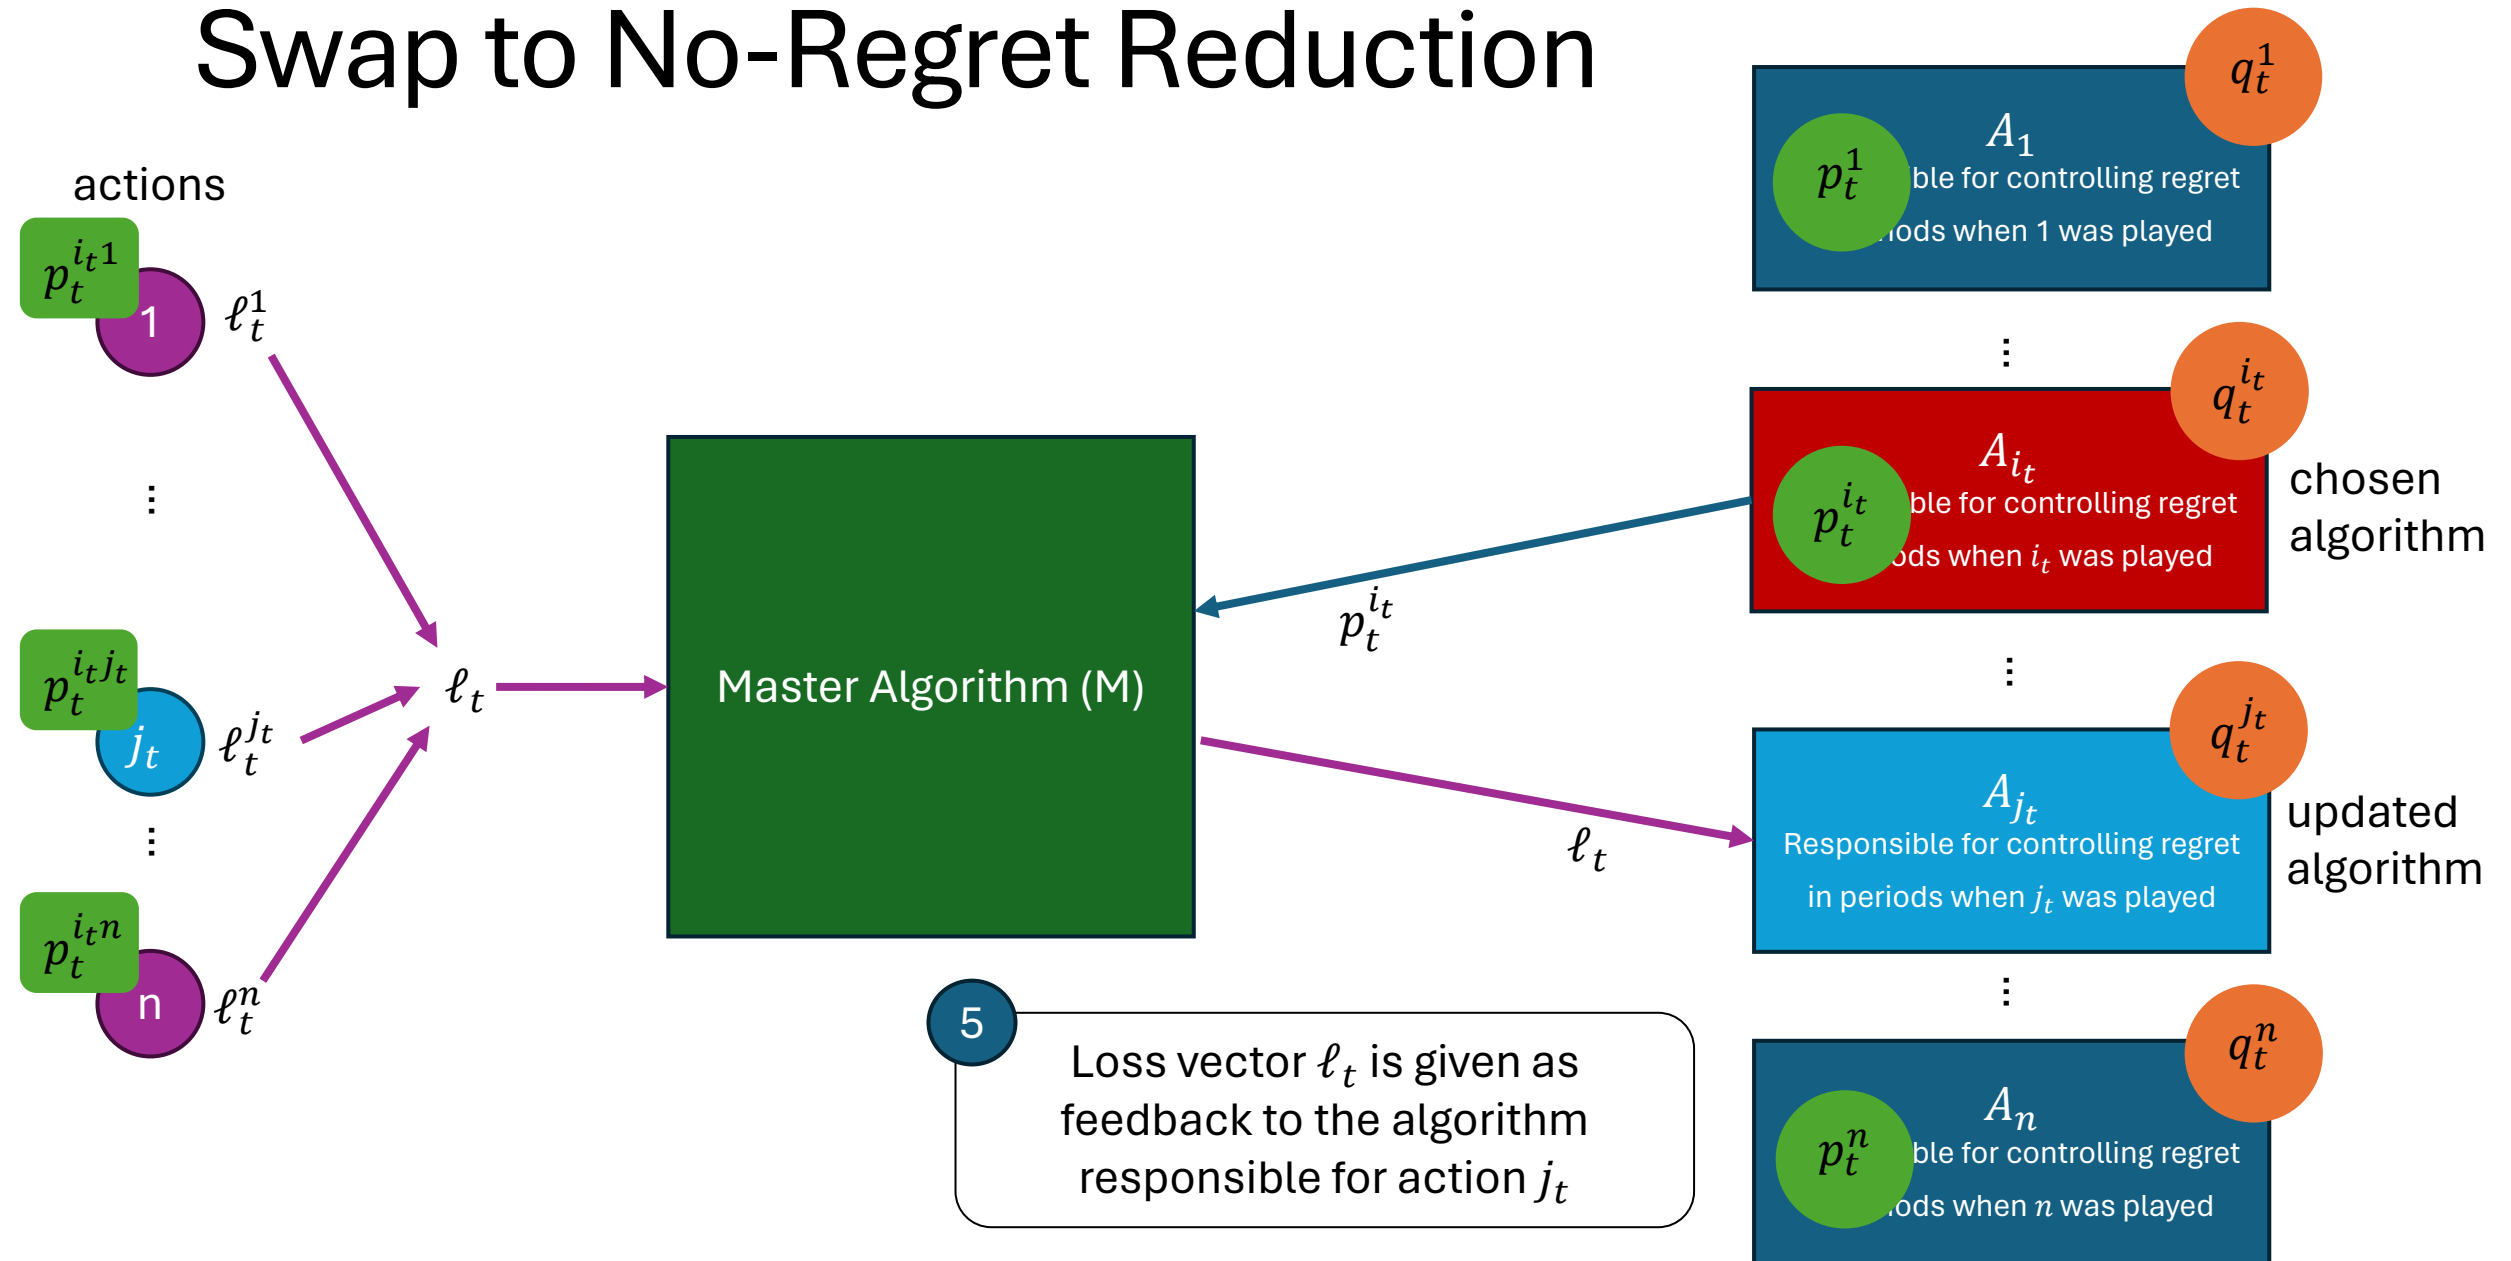 Swap to No-Regret Reduction
actions
p_t^{i_t 1}
1
ℓ_t^1
⋮
p_t^{i_t j_t}
j_t
ℓ_t^{j_t}
⋮
p_t^{i_t n}
n
ℓ_t^n
ℓ_t
Master Algorithm (M)
p_t^{i_t}
ℓ_t
5
Loss vector ℓ_t is given as
feedback to the algorithm
responsible for action j_t
q_t^1
A_1
p_t^1
ble for controlling regret
iods when 1 was played
⋮
q_t^{i_t}
A_{i_t}
p_t^{i_t}
ble for controlling regret
ods when i_t was played
chosen
algorithm
⋮
q_t^{j_t}
A_{j_t}
Responsible for controlling regret
in periods when j_t was played
updated
algorithm
⋮
q_t^n
A_n
p_t^n
ble for controlling regret
iods when n was played